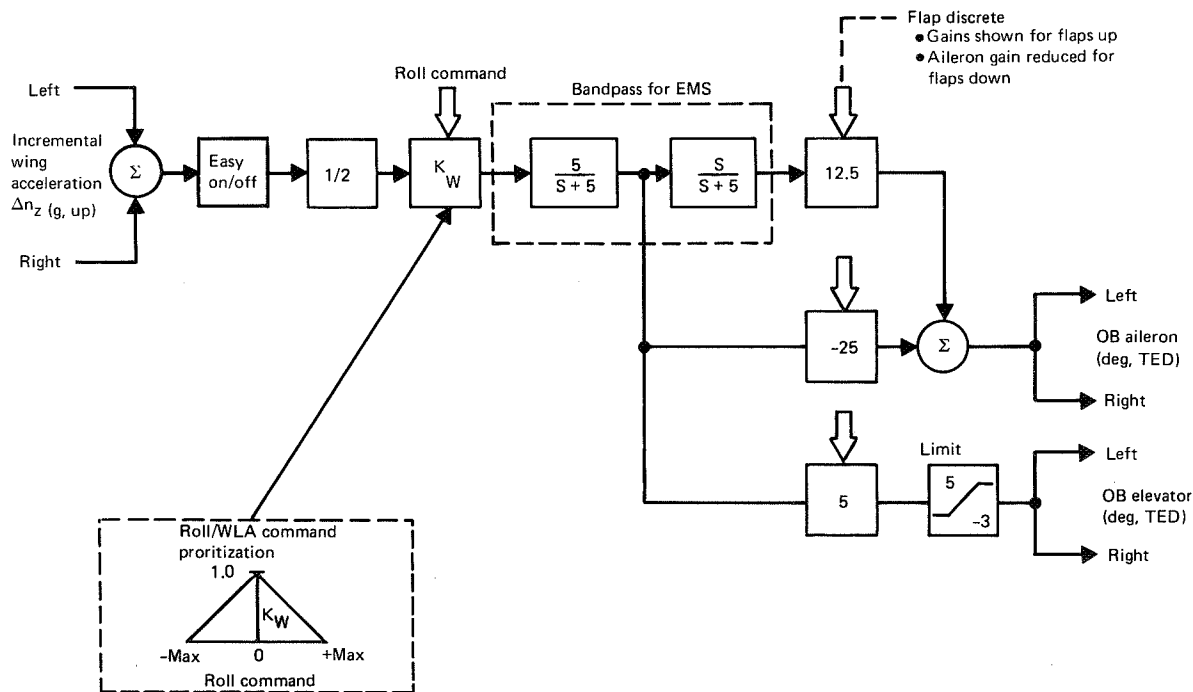 Flap discrete
• Gains shown for flaps up
• Aileron gain reduced for
flaps down
Roll command
Bandpass for EMS
Left
Incremental
wing
acceleration
Δn_z (g, up)
Right
Σ
Easy
on/off
1/2
K_W
5
S + 5
S
S + 5
12.5
-25
Σ
Left
OB aileron
(deg, TED)
Right
5
Limit
5
-3
Left
OB elevator
(deg, TED)
Right
Roll/WLA command
proritization
1.0
K_W
-Max
0
+Max
Roll command